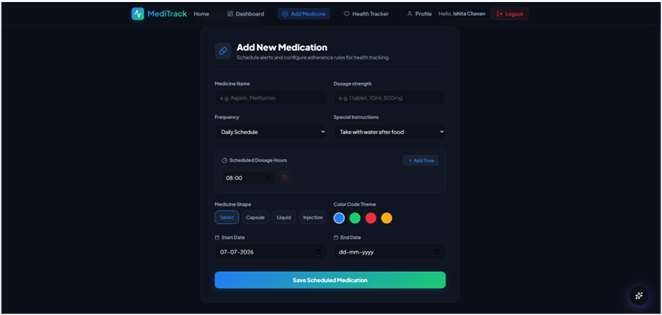 MediTrack Home Dashboard Add Medicine Health Tracker Profile Hello, Ishita Chavan Logout
Add New Medication
Schedule alerts and configure adherence rules for health tracking.
Medicine Name Dosage strength
e.g. Aspirin, Metformin e.g. 1 tablet, 10ml, 500mg
Frequency Special Instructions
Daily Schedule Take with water after food
Scheduled Dosage Hours + Add Time
08:00
Medicine Shape Color Code Theme
Tablet Capsule Liquid Injection
Start Date End Date
07-07-2026 dd-mm-yyyy
Save Scheduled Medication